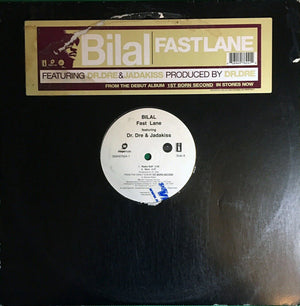 Bilal FASTLANE
FEATURING DR.DRE&JADAKISS PRODUCED BY DR.DRE
FROM THE DEBUT ALBUM 1ST BORN SECOND IN STORES NOW
BILAL
Fast Lane
featuring
Dr. Dre & Jadakiss
Side A